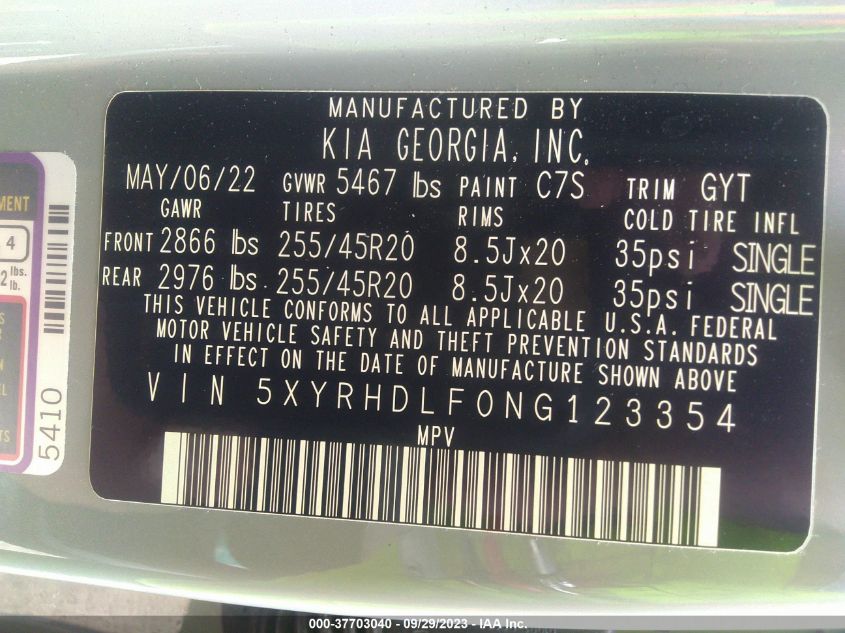 MANUFACTURED BY
KIA GEORGIA, INC.
MAY/06/22 GVWR 5467 lbs PAINT C7S TRIM GYT
GAWR TIRES RIMS COLD TIRE INFL
FRONT 2866 lbs 255/45R20 8.5Jx20 35psi SINGLE
REAR 2976 lbs 255/45R20 8.5Jx20 35psi SINGLE
THIS VEHICLE CONFORMS TO ALL APPLICABLE U.S.A. FEDERAL
MOTOR VEHICLE SAFETY AND THEFT PREVENTION STANDARDS
IN EFFECT ON THE DATE OF MANUFACTURE SHOWN ABOVE
VIN 5XYRHDLF0NG123354
MPV
4
lbs.
lb.
5410
000-37703040 - 09/29/2023 - IAA Inc.